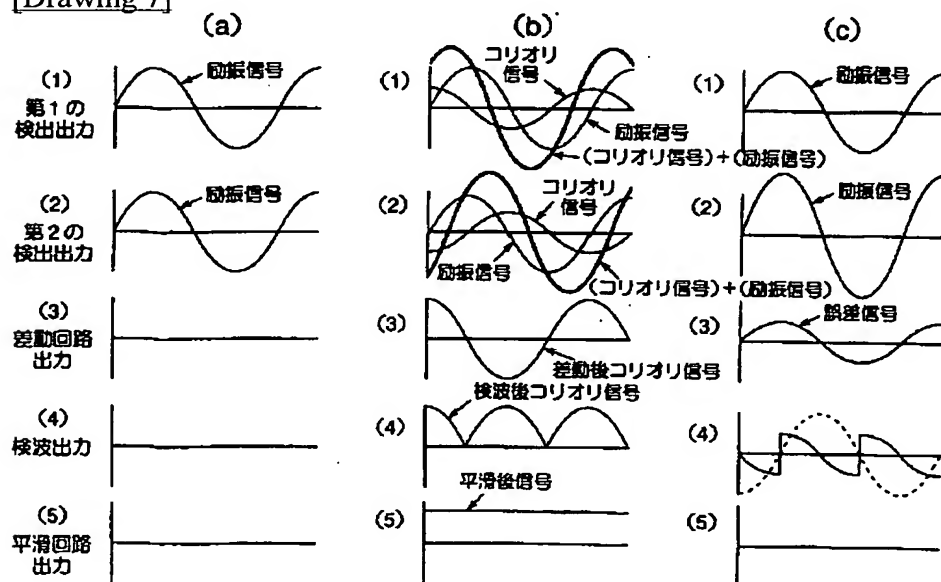 [Drawing 7]
(a)
(b)
(c)
(1)
第1の
検出出力
励振信号
(1)
コリオリ
信号
励振信号
(コリオリ信号)+(励振信号)
(1)
励振信号
(2)
第2の
検出出力
励振信号
(2)
コリオリ
信号
励振信号
(コリオリ信号)+(励振信号)
(2)
励振信号
(3)
差動回路
出力
(3)
差動後コリオリ信号
(3)
誤差信号
(4)
検波出力
(4)
検波後コリオリ信号
(4)
(5)
平滑回路
出力
(5)
平滑後信号
(5)